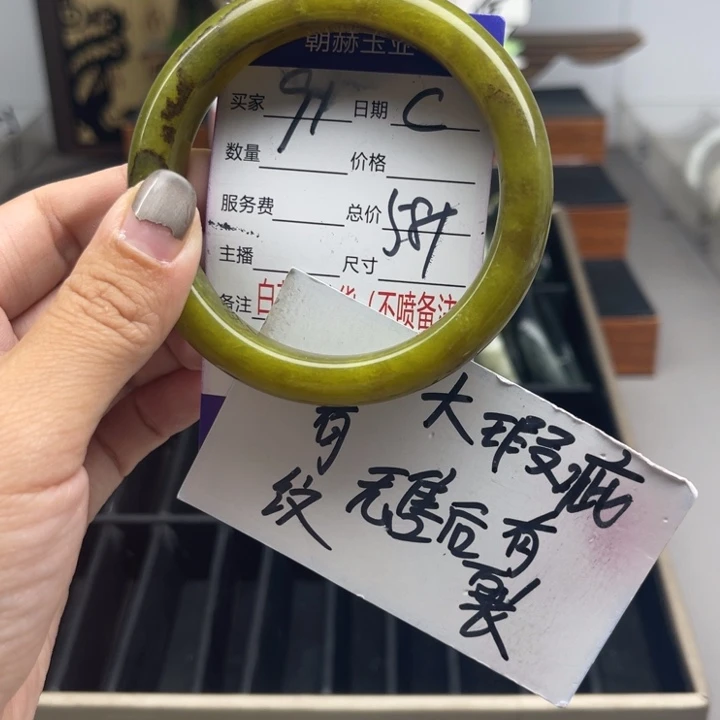 朝赫玉业
买家 91 日期 C
数量 价格
服务费 总价 581
主播 尺寸
备注 (不喷备注
大瑕疵
有 纹
无售后有
裂